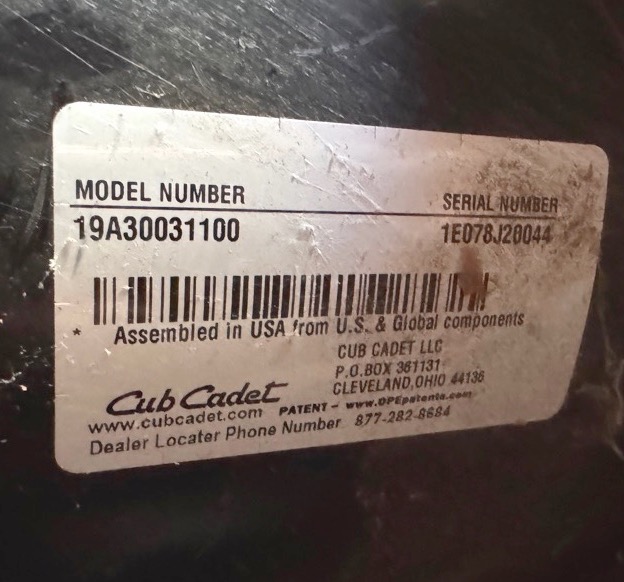 MODEL NUMBER SERIAL NUMBER
19A30031100 1E078J20044
* Assembled in USA from U.S. & Global components
CUB CADET LLC
P.O.BOX 361131
CLEVELAND,OHIO 44136
Cub Cadet
www.cubcadet.com PATENT - www.OPEpatents.com
Dealer Locater Phone Number 877-282-8684